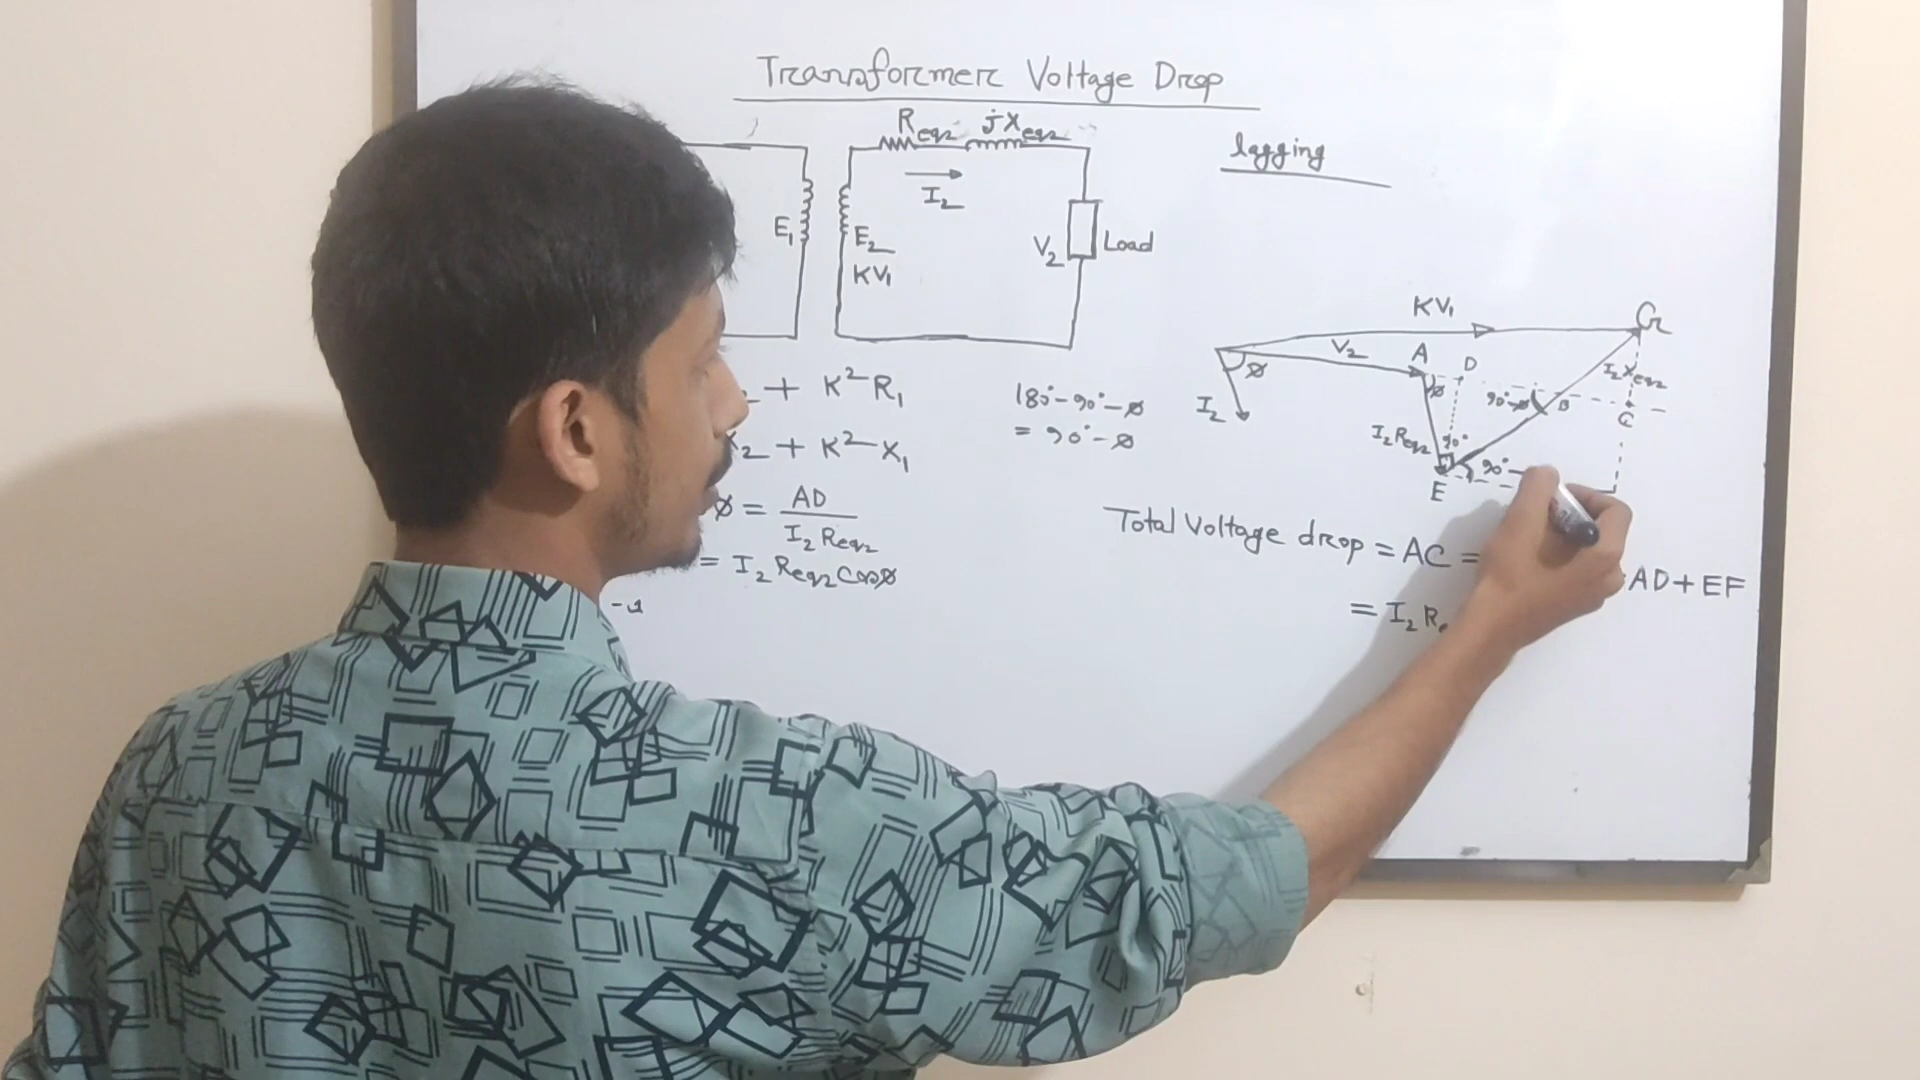 Transformer Voltage Drop
Req2 jXeq2
I2
E1
E2
KV1
V2
Load
lagging
KV1
G
V2
A
D
ø
ø
I2
I2Req2
90°-ø
B
I2Xeq2
C
90°
90°-
E
2 + K²R1
X2 + K²X1
ø = AD / I2Req2
= I2Req2Cosø
180°-90°-ø
= 90°-ø
Total Voltage drop = AC =
AD+EF
= I2R